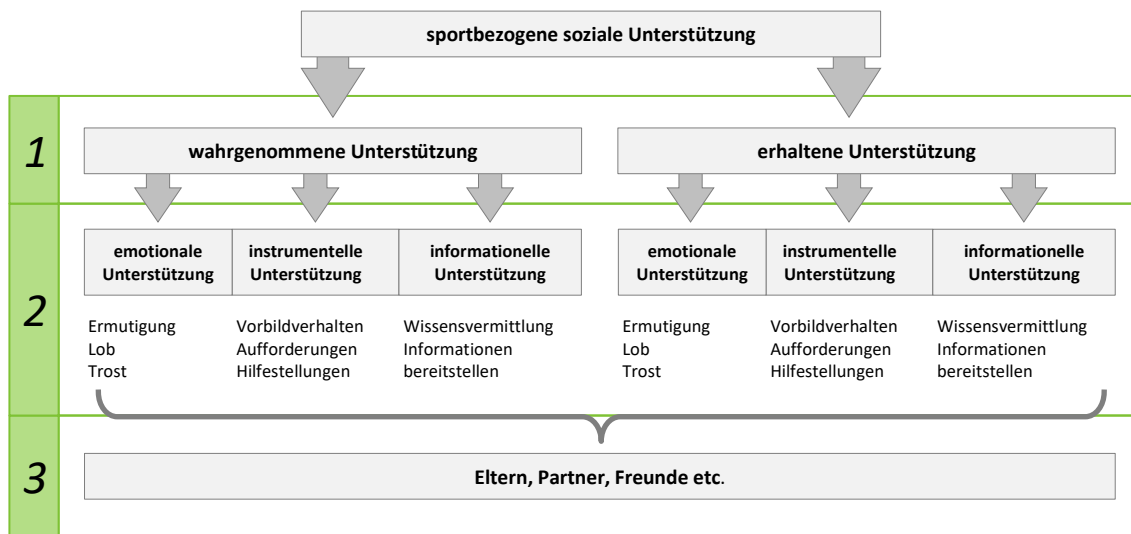 sportbezogene soziale Unterstützung
1
wahrgenommene Unterstützung
erhaltene Unterstützung
2
emotionale
Unterstützung
instrumentelle
Unterstützung
informationelle
Unterstützung
emotionale
Unterstützung
instrumentelle
Unterstützung
informationelle
Unterstützung
Ermutigung
Lob
Trost
Vorbildverhalten
Aufforderungen
Hilfestellungen
Wissensvermittlung
Informationen
bereitstellen
Ermutigung
Lob
Trost
Vorbildverhalten
Aufforderungen
Hilfestellungen
Wissensvermittlung
Informationen
bereitstellen
3
Eltern, Partner, Freunde etc.